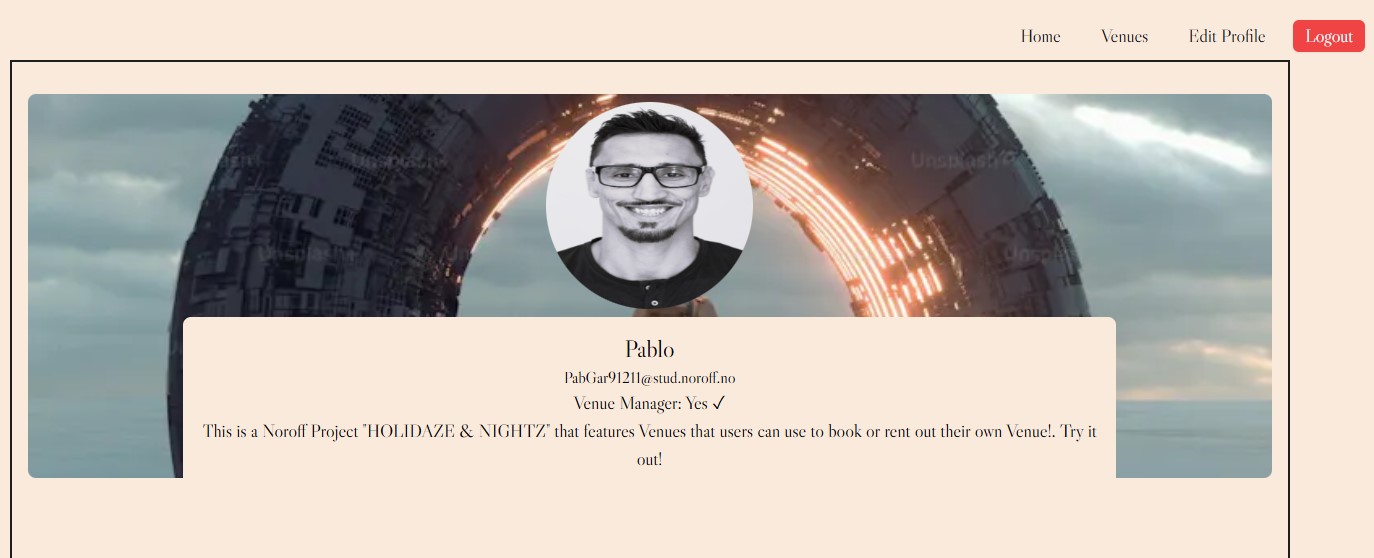 Home Venues Edit Profile Logout
Unsplash+ Unsplash+
Unsplash+
Pablo
PabGar91211@stud.noroff.no
Venue Manager: Yes ✓
This is a Noroff Project "HOLIDAZE & NIGHTZ" that features Venues that users can use to book or rent out their own Venue!. Try it
out!